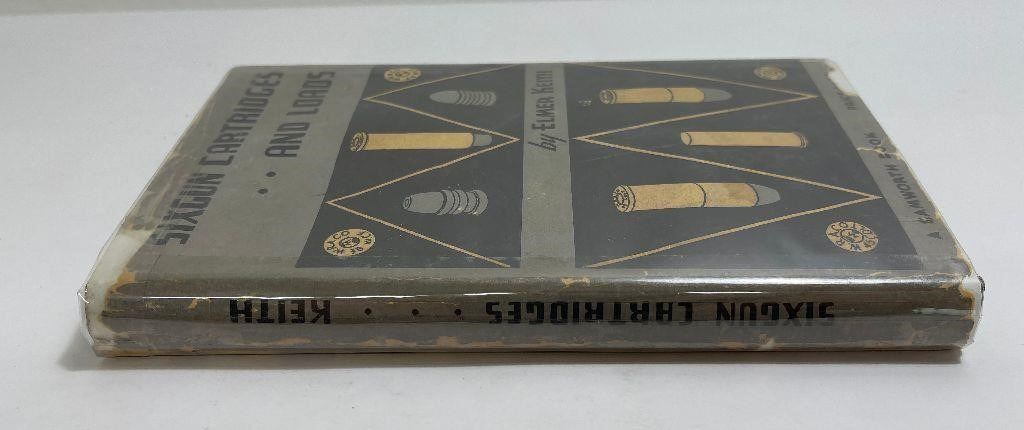 SIXGUN CARTRIDGES
. . AND LOADS
by ELMER KEITH
A SAMWORTH BOOK
SIXGUN CARTRIDGES . . . KEITH